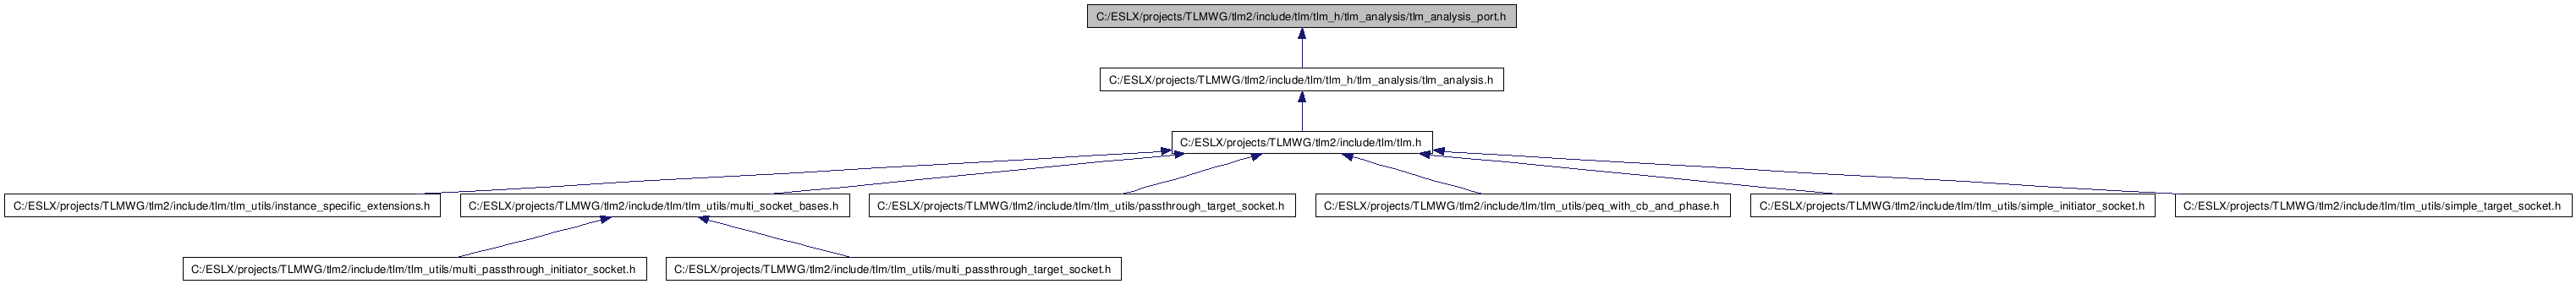 C:/ESLX/projects/TLMWG/tlm2/include/tlm/tlm_h/tlm_analysis/tlm_analysis_port.h
C:/ESLX/projects/TLMWG/tlm2/include/tlm/tlm_h/tlm_analysis/tlm_analysis.h
C:/ESLX/projects/TLMWG/tlm2/include/tlm/tlm.h
C:/ESLX/projects/TLMWG/tlm2/include/tlm/tlm_utils/instance_specific_extensions.h
C:/ESLX/projects/TLMWG/tlm2/include/tlm/tlm_utils/multi_socket_bases.h
C:/ESLX/projects/TLMWG/tlm2/include/tlm/tlm_utils/passthrough_target_socket.h
C:/ESLX/projects/TLMWG/tlm2/include/tlm/tlm_utils/peq_with_cb_and_phase.h
C:/ESLX/projects/TLMWG/tlm2/include/tlm/tlm_utils/simple_initiator_socket.h
C:/ESLX/projects/TLMWG/tlm2/include/tlm/tlm_utils/simple_target_socket.h
C:/ESLX/projects/TLMWG/tlm2/include/tlm/tlm_utils/multi_passthrough_initiator_socket.h
C:/ESLX/projects/TLMWG/tlm2/include/tlm/tlm_utils/multi_passthrough_target_socket.h